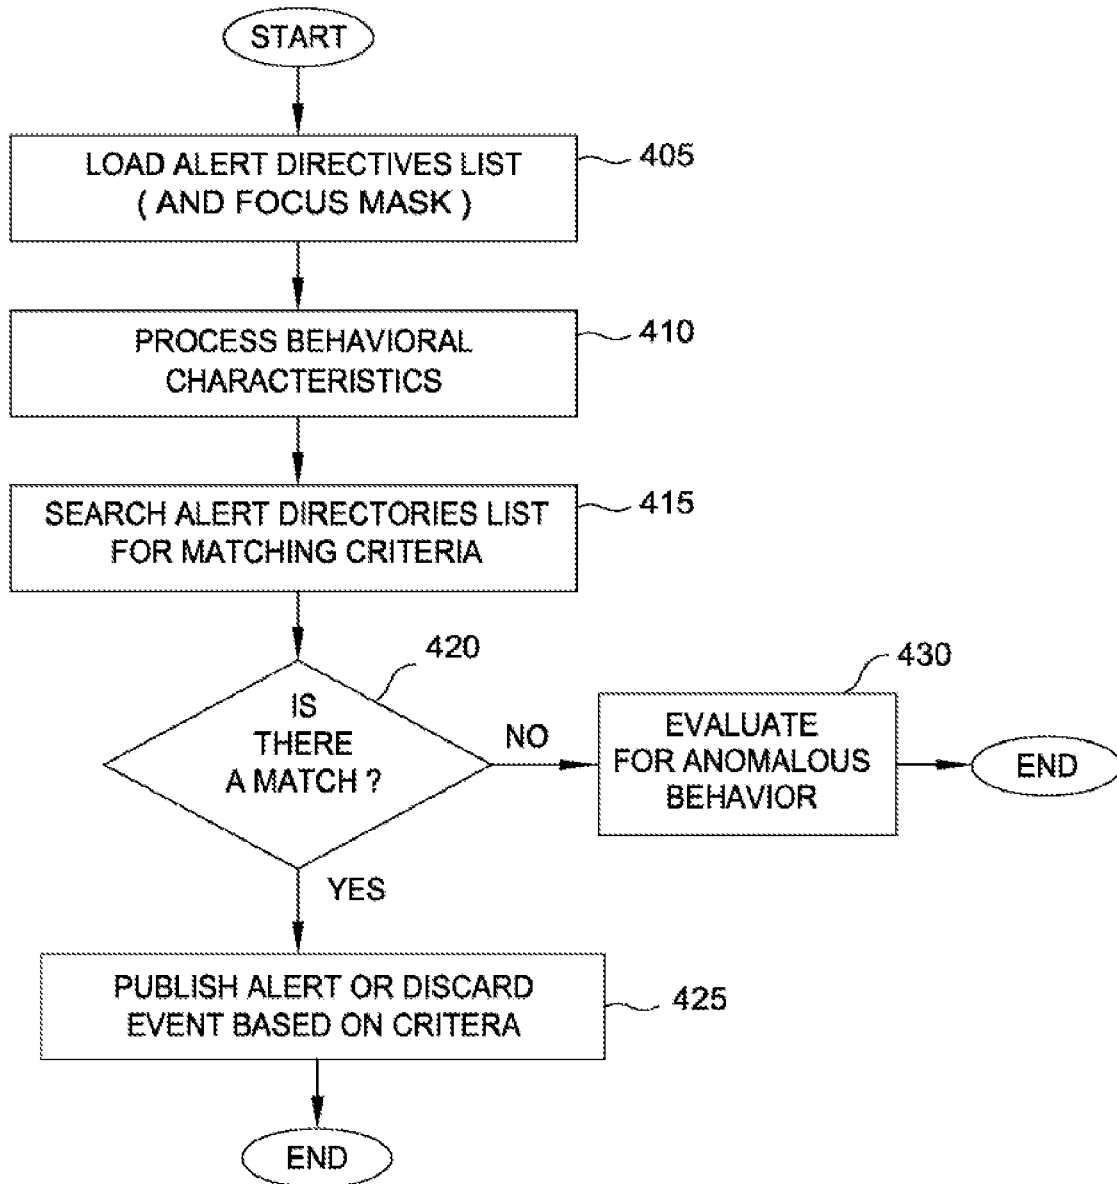 START
LOAD ALERT DIRECTIVES LIST
( AND FOCUS MASK )
405
PROCESS BEHAVIORAL
CHARACTERISTICS
410
SEARCH ALERT DIRECTORIES LIST
FOR MATCHING CRITERIA
415
IS
THERE
A MATCH ?
420
NO
EVALUATE
FOR ANOMALOUS
BEHAVIOR
430
END
YES
PUBLISH ALERT OR DISCARD
EVENT BASED ON CRITERA
425
END